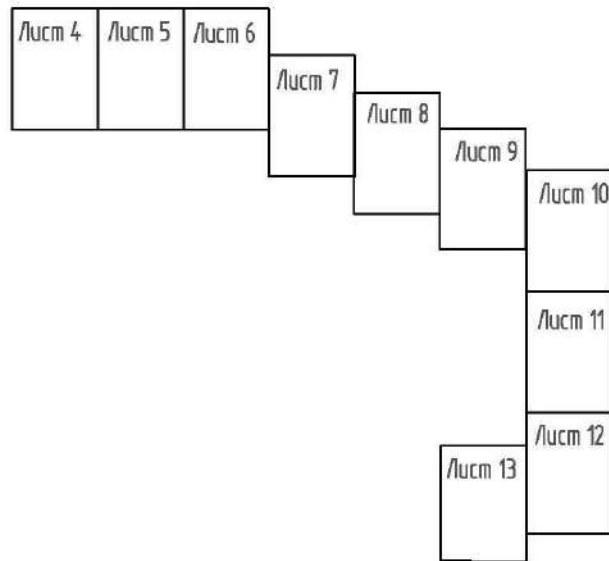 Лист 4
Лист 5
Лист 6
Лист 7
Лист 8
Лист 9
Лист 10
Лист 11
Лист 12
Лист 13